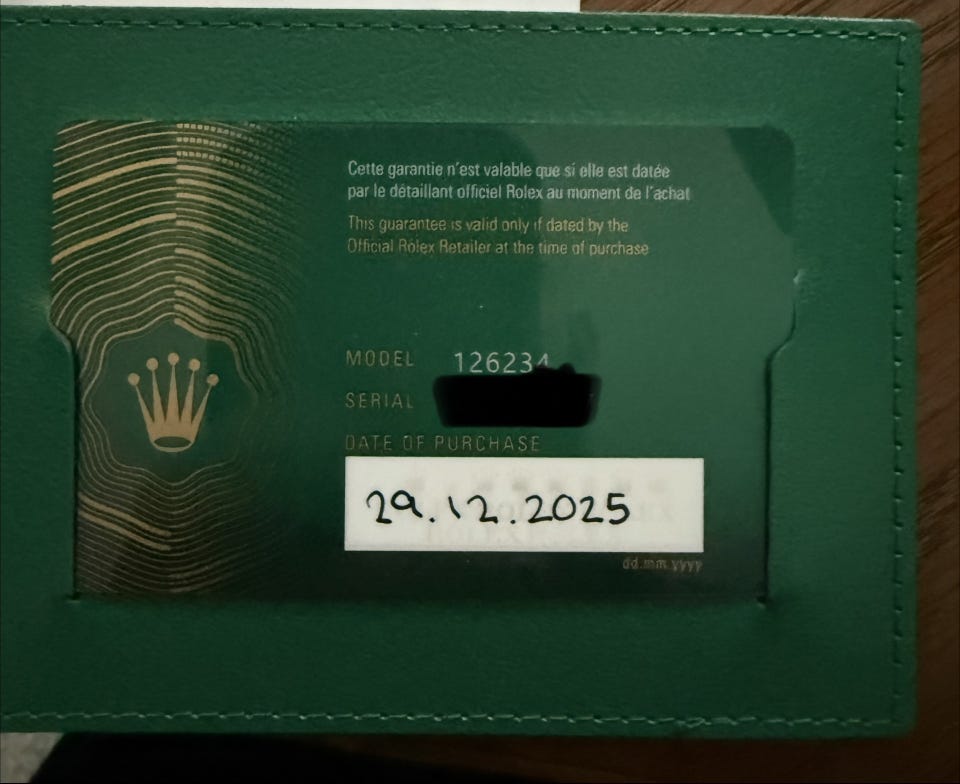 Cette garantie n'est valable que si elle est datée
par le détaillant officiel Rolex au moment de l'achat
This guarantee is valid only if dated by the
Official Rolex Retailer at the time of purchase
MODEL 126234
SERIAL
DATE OF PURCHASE
29.12.2025
dd.mm.yyyy